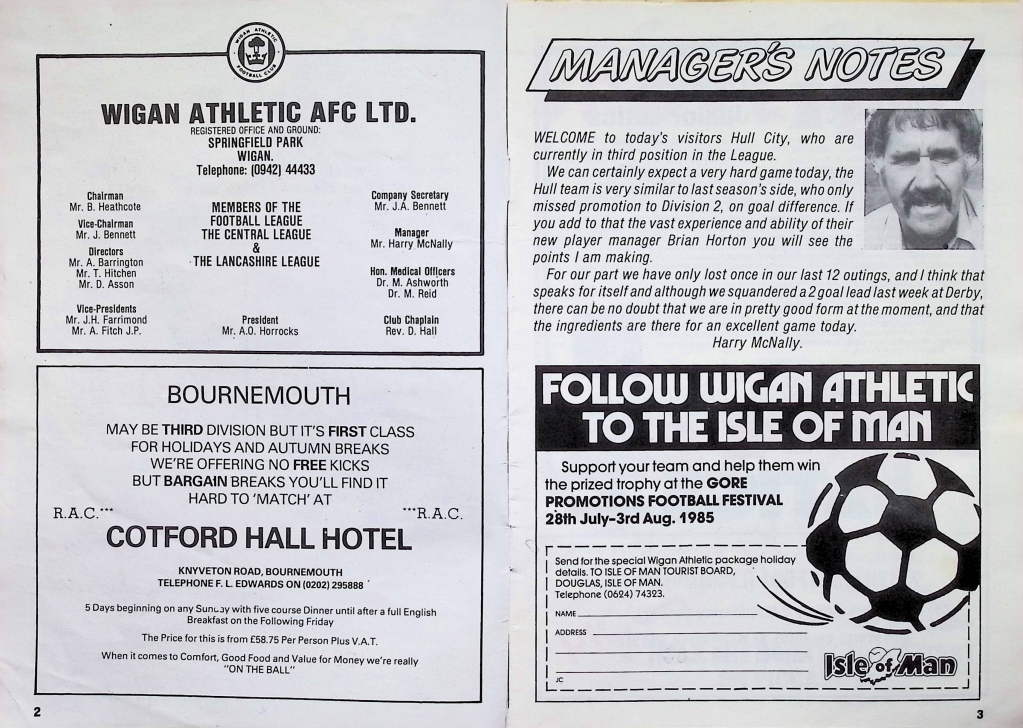 WIGAN ATHLETIC
FOOTBALL CLUB
WIGAN ATHLETIC AFC LTD.
REGISTERED OFFICE AND GROUND:
SPRINGFIELD PARK
WIGAN.
Telephone: (0942) 44433
Chairman
Mr. B. Heathcote
Vice-Chairman
Mr. J. Bennett
Directors
Mr. A. Barrington
Mr. T. Hitchen
Mr. D. Asson
Vice-Presidents
Mr. J.H. Farrimond
Mr. A. Fitch J.P.
MEMBERS OF THE
FOOTBALL LEAGUE
THE CENTRAL LEAGUE
&
THE LANCASHIRE LEAGUE
President
Mr. A.O. Horrocks
Company Secretary
Mr. J.A. Bennett
Manager
Mr. Harry McNally
Hon. Medical Officers
Dr. M. Ashworth
Dr. M. Reid
Club Chaplain
Rev. D. Hall
BOURNEMOUTH
MAY BE THIRD DIVISION BUT IT'S FIRST CLASS
FOR HOLIDAYS AND AUTUMN BREAKS
WE'RE OFFERING NO FREE KICKS
BUT BARGAIN BREAKS YOU'LL FIND IT
HARD TO 'MATCH' AT
R.A.C.*** ***R.A.C.
COTFORD HALL HOTEL
KNYVETON ROAD, BOURNEMOUTH
TELEPHONE F. L. EDWARDS ON (0202) 295888
5 Days beginning on any Sunday with five course Dinner until after a full English
Breakfast on the Following Friday
The Price for this is from £58.75 Per Person Plus V.A.T.
When it comes to Comfort, Good Food and Value for Money we're really
"ON THE BALL"
2
MANAGER'S NOTES
WELCOME to today's visitors Hull City, who are
currently in third position in the League.
We can certainly expect a very hard game today, the
Hull team is very similar to last season's side, who only
missed promotion to Division 2, on goal difference. If
you add to that the vast experience and ability of their
new player manager Brian Horton you will see the
points I am making.
For our part we have only lost once in our last 12 outings, and I think that
speaks for itself and although we squandered a 2 goal lead last week at Derby,
there can be no doubt that we are in pretty good form at the moment, and that
the ingredients are there for an excellent game today.
Harry McNally.
FOLLOW WIGAN ATHLETIC
TO THE ISLE OF MAN
Support your team and help them win
the prized trophy at the GORE
PROMOTIONS FOOTBALL FESTIVAL
28th July-3rd Aug. 1985
Send for the special Wigan Athletic package holiday
details. TO ISLE OF MAN TOURIST BOARD,
DOUGLAS, ISLE OF MAN.
Telephone (0624) 74323.
NAME
ADDRESS
JC
Isle of Man
3